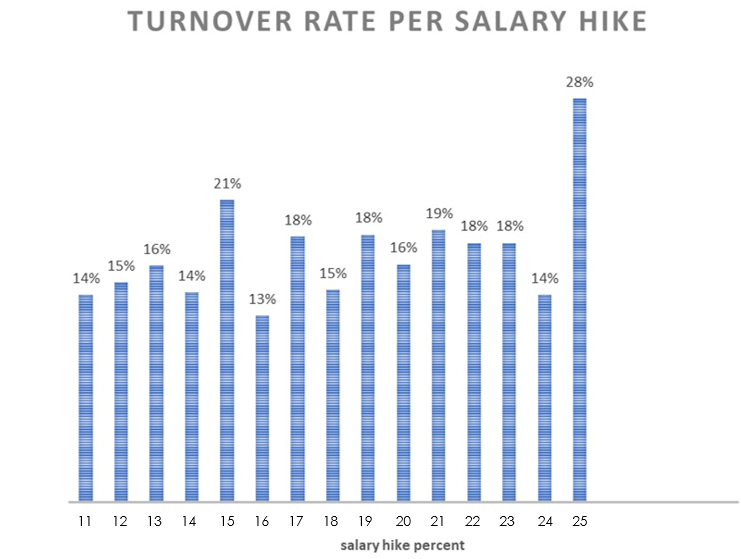 TURNOVER RATE PER SALARY HIKE
14% 15% 16% 14% 21% 13% 18% 15% 18% 16% 19% 18% 18% 14% 28%
11 12 13 14 15 16 17 18 19 20 21 22 23 24 25
salary hike percent